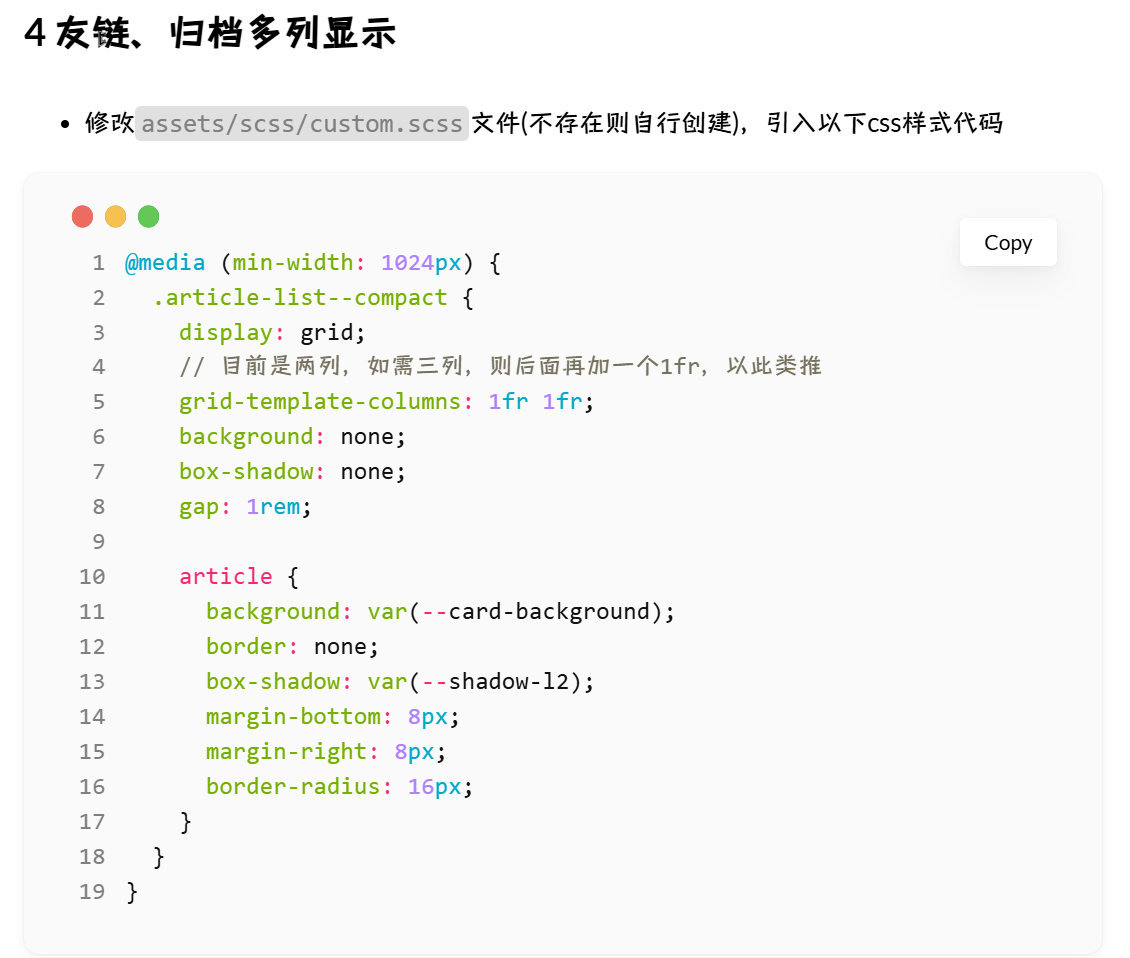 4 友链、归档多列显示
修改assets/scss/custom.scss文件(不存在则自行创建)，引入以下css样式代码
Copy
1 @media (min-width: 1024px) {
2   .article-list--compact {
3     display: grid;
4     // 目前是两列，如需三列，则后面再加一个1fr，以此类推
5     grid-template-columns: 1fr 1fr;
6     background: none;
7     box-shadow: none;
8     gap: 1rem;
9
10     article {
11       background: var(--card-background);
12       border: none;
13       box-shadow: var(--shadow-l2);
14       margin-bottom: 8px;
15       margin-right: 8px;
16       border-radius: 16px;
17     }
18   }
19 }